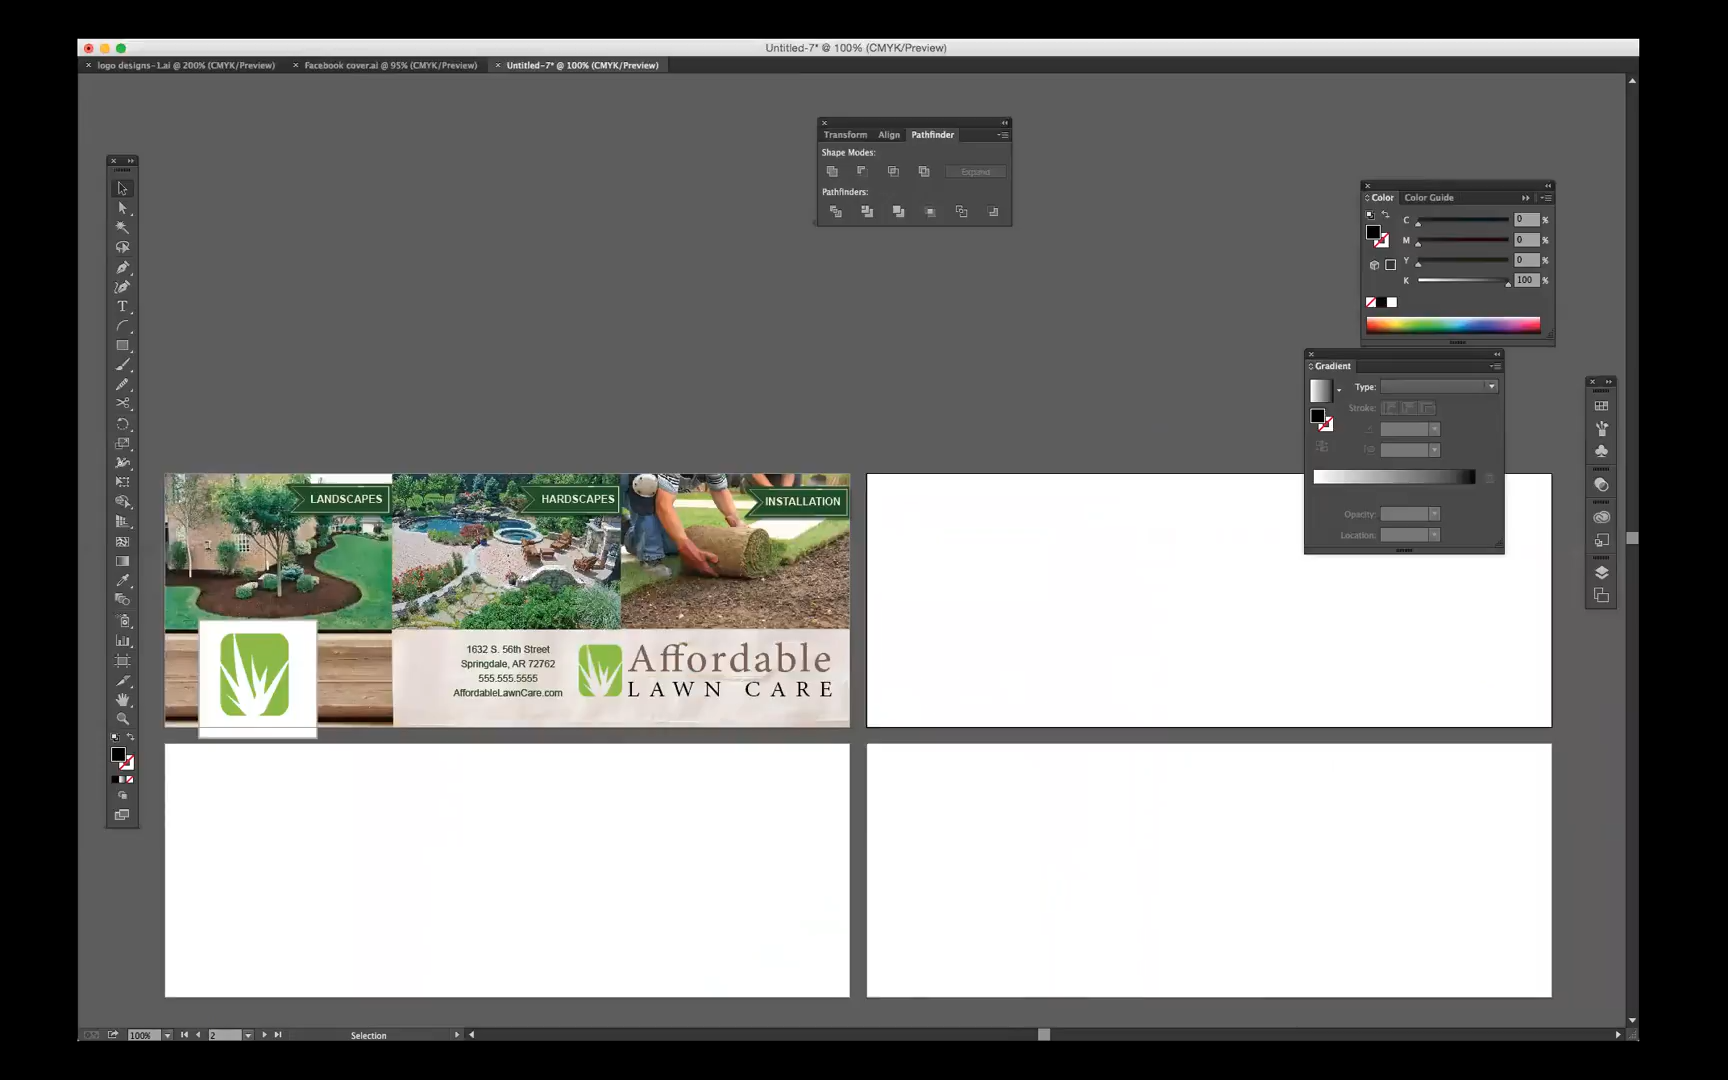 Untitled-7* @ 100% (CMYK/Preview)
logo designs-1.ai @ 200% (CMYK/Preview)
Facebook cover.ai @ 95% (CMYK/Preview)
Untitled-7* @ 100% (CMYK/Preview)
Transform Align Pathfinder
Shape Modes:
Expand
Pathfinders:
Color Color Guide
C 0 %
M 0 %
Y 0 %
K 100 %
Gradient
Type:
Stroke:
Opacity:
Location:
LANDSCAPES
HARDSCAPES
INSTALLATION
1632 S. 56th Street
Springdale, AR 72762
555.555.5555
AffordableLawnCare.com
Affordable
LAWN CARE
100% 2 Selection